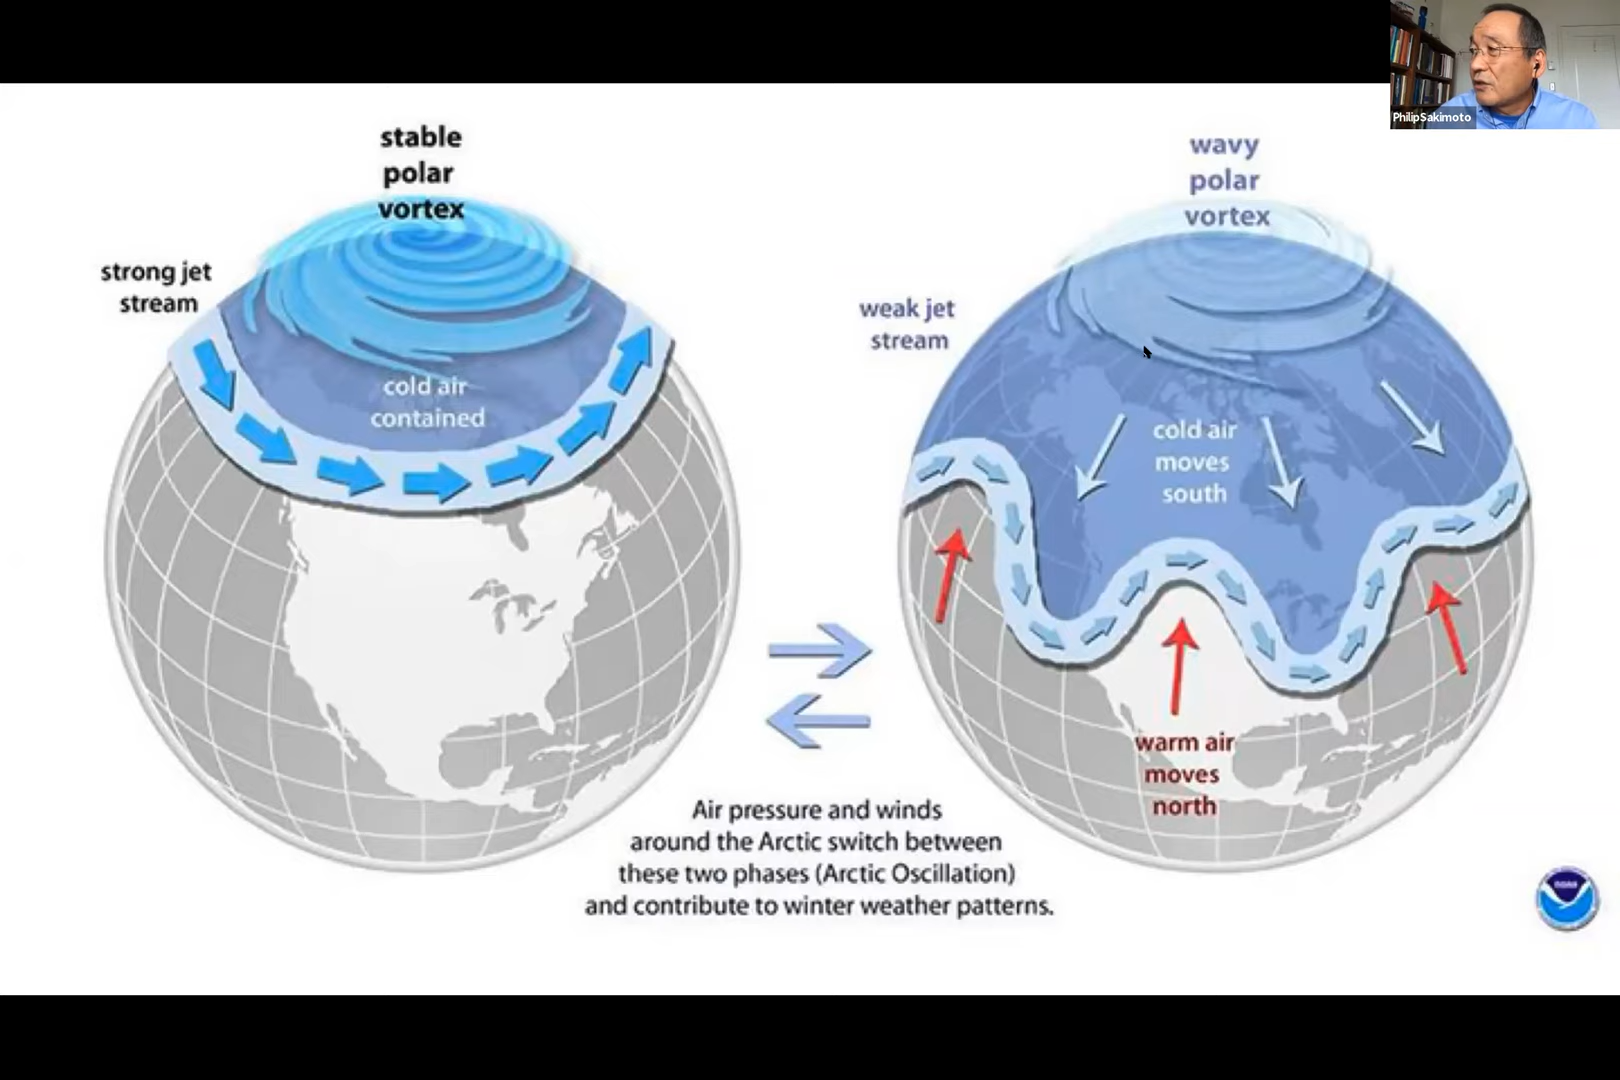 PhilipSakimoto
stable
polar
vortex
strong jet
stream
cold air
contained
wavy
polar
vortex
weak jet
stream
cold air
moves
south
warm air
moves
north
Air pressure and winds
around the Arctic switch between
these two phases (Arctic Oscillation)
and contribute to winter weather patterns.
noaa